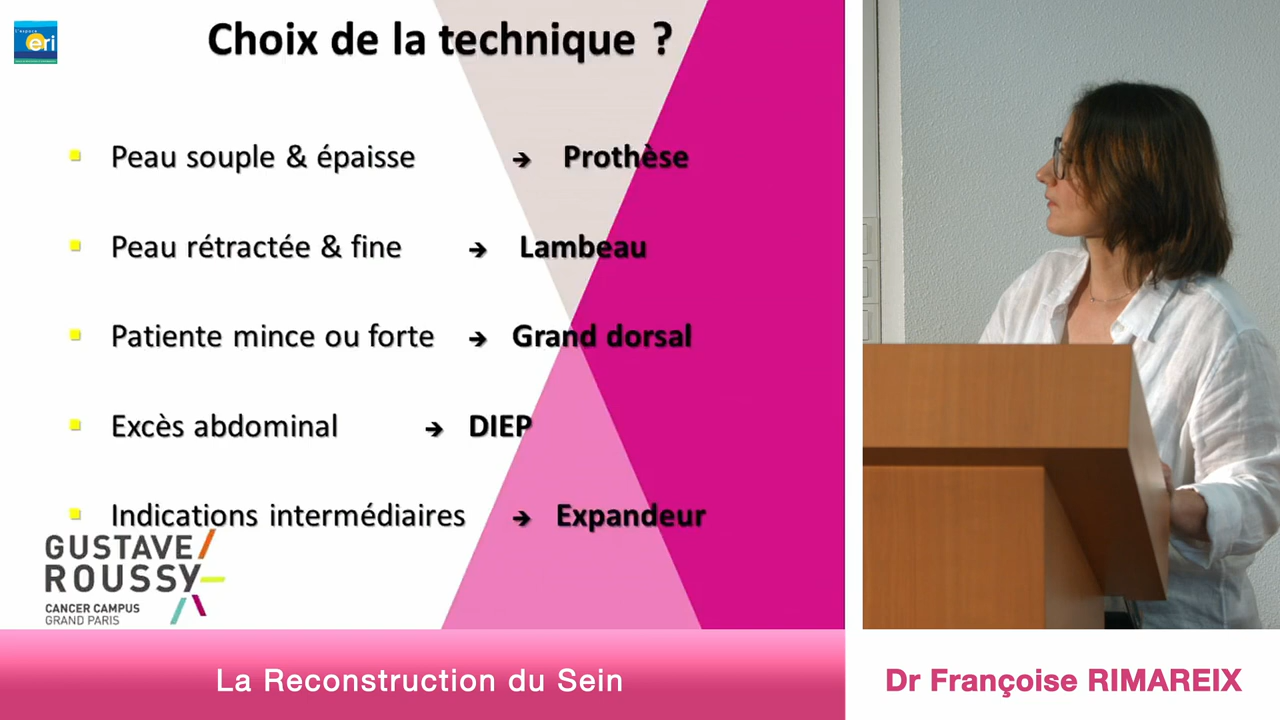 eri
Choix de la technique ?
Peau souple & épaisse ➔ Prothèse
Peau rétractée & fine ➔ Lambeau
Patiente mince ou forte ➔ Grand dorsal
Excès abdominal ➔ DIEP
Indications intermédiaires ➔ Expandeur
GUSTAVE
ROUSSY
CANCER CAMPUS
GRAND PARIS
La Reconstruction du Sein
Dr Françoise RIMAREIX